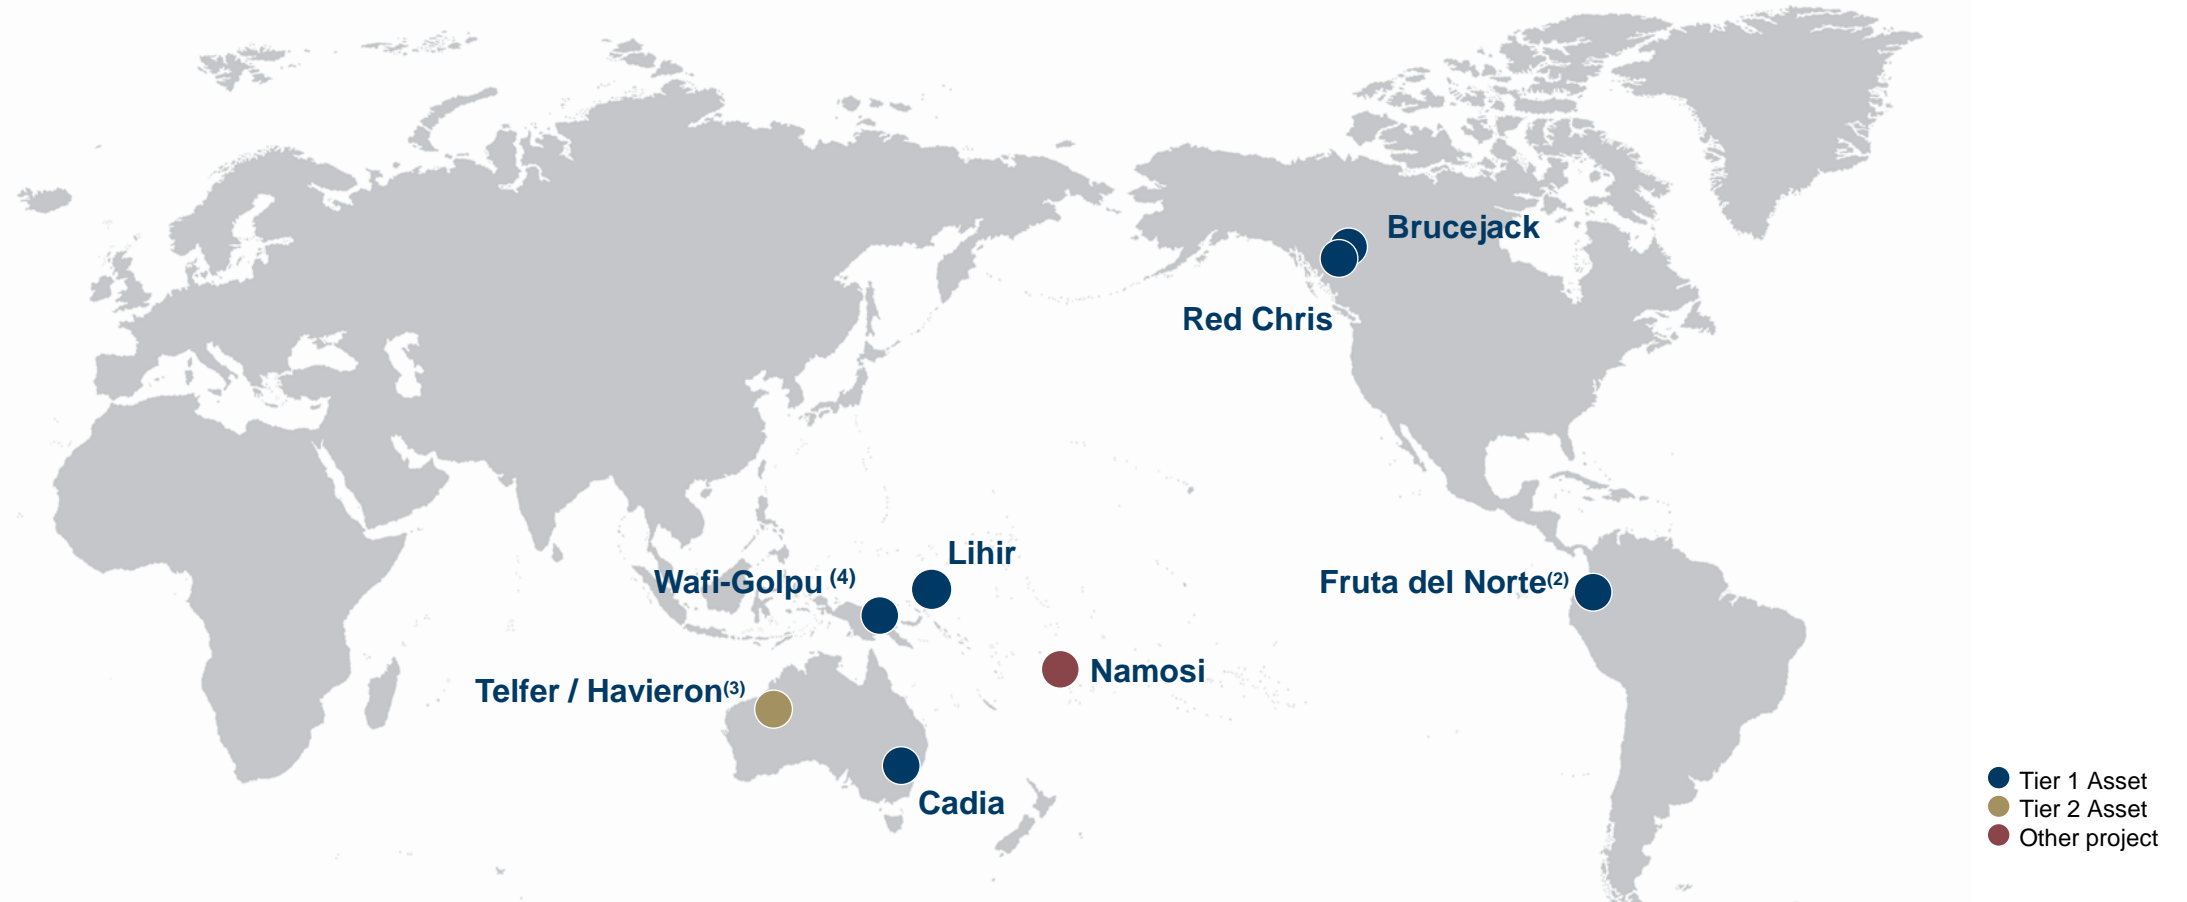 Brucejack
Red Chris
Lihir
Wafi-Golpu (4)
Fruta del Norte(2)
Namosi
Telfer / Havieron(3)
Cadia
Tier 1 Asset
Tier 2 Asset
Other project